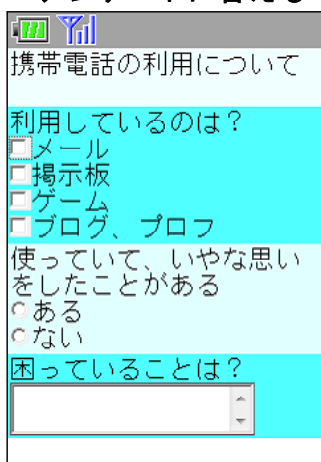 携帯電話の利用について
利用しているのは？
メール
掲示板
ゲーム
ブログ、プロフ
使っていて、いやな思い
をしたことがある
ある
ない
困っていることは？